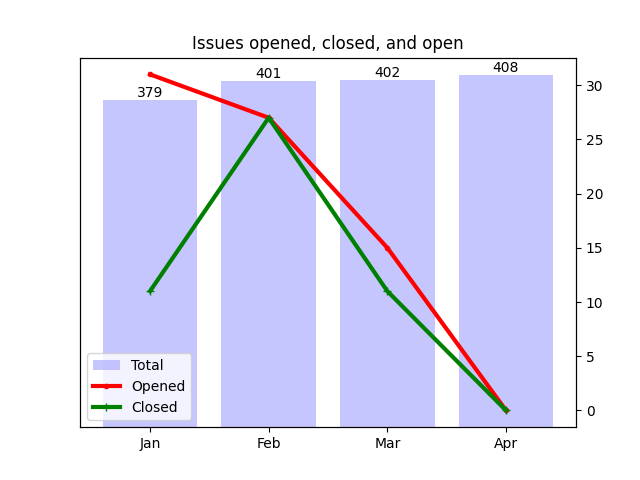 Issues opened, closed, and open
379
401
402
408
30
25
20
15
10
5
0
Total
Opened
Closed
Jan
Feb
Mar
Apr